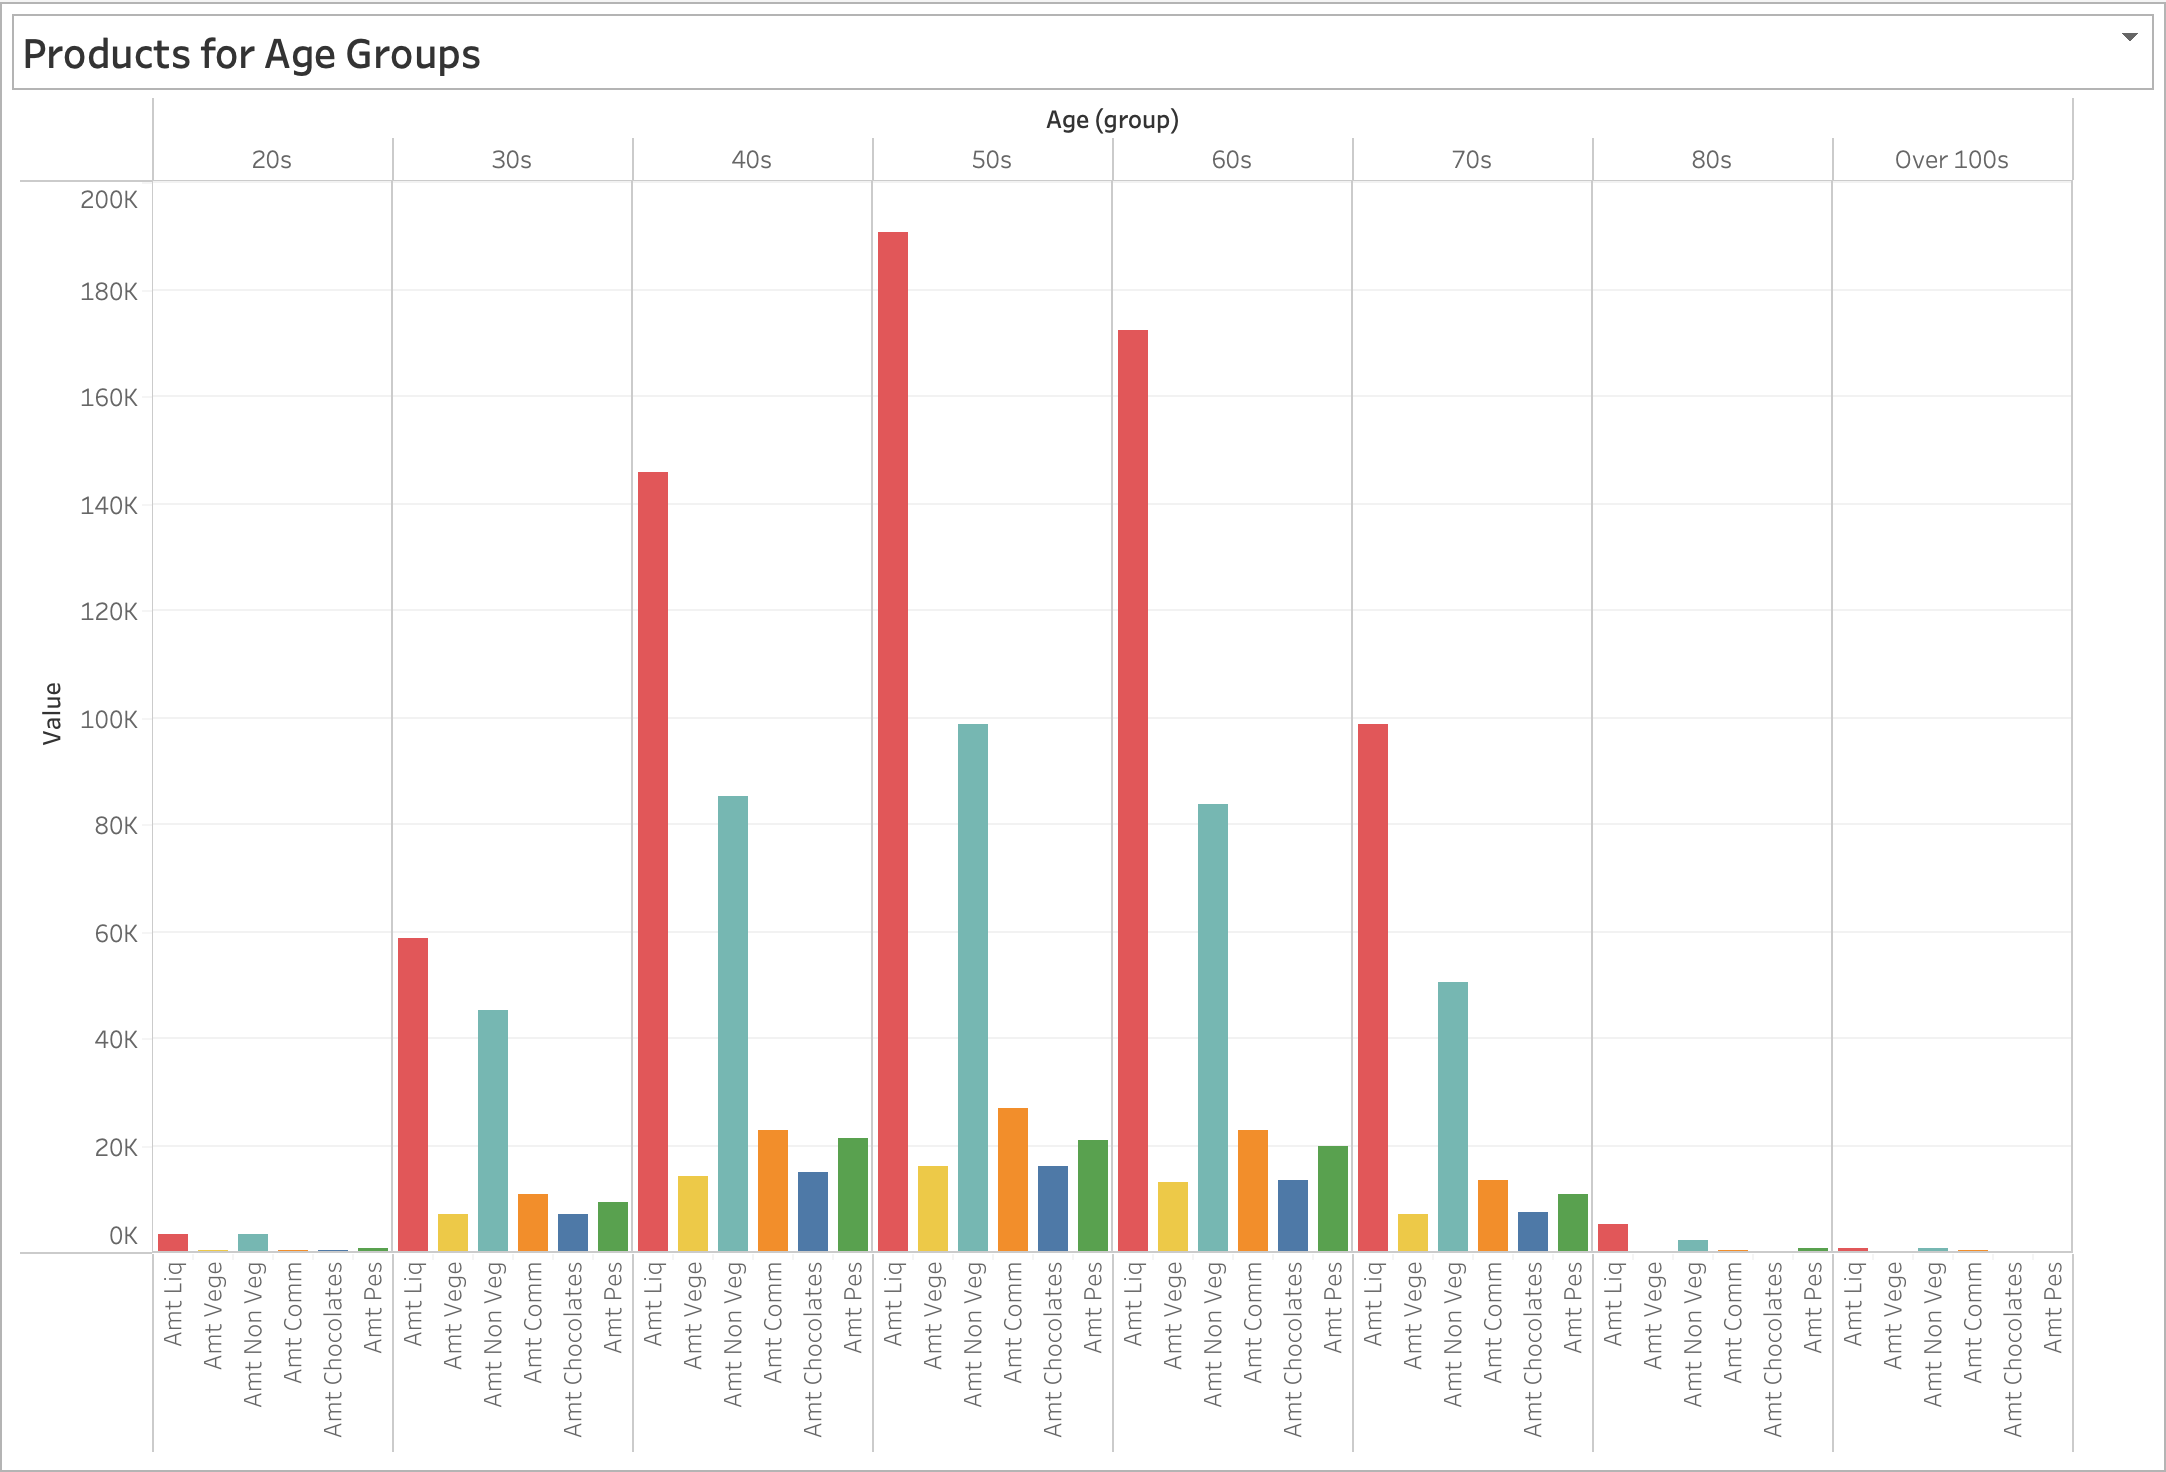 Products for Age Groups
Age (group)
20s 30s 40s 50s 60s 70s 80s Over 100s
200K
180K
160K
140K
120K
100K
80K
60K
40K
20K
0K
Value
Amt Liq Amt Vege Amt Non Veg Amt Comm Amt Chocolates Amt Pes Amt Liq Amt Vege Amt Non Veg Amt Comm Amt Chocolates Amt Pes Amt Liq Amt Vege Amt Non Veg Amt Comm Amt Chocolates Amt Pes Amt Liq Amt Vege Amt Non Veg Amt Comm Amt Chocolates Amt Pes Amt Liq Amt Vege Amt Non Veg Amt Comm Amt Chocolates Amt Pes Amt Liq Amt Vege Amt Non Veg Amt Comm Amt Chocolates Amt Pes Amt Liq Amt Vege Amt Non Veg Amt Comm Amt Chocolates Amt Pes Amt Liq Amt Vege Amt Non Veg Amt Comm Amt Chocolates Amt Pes